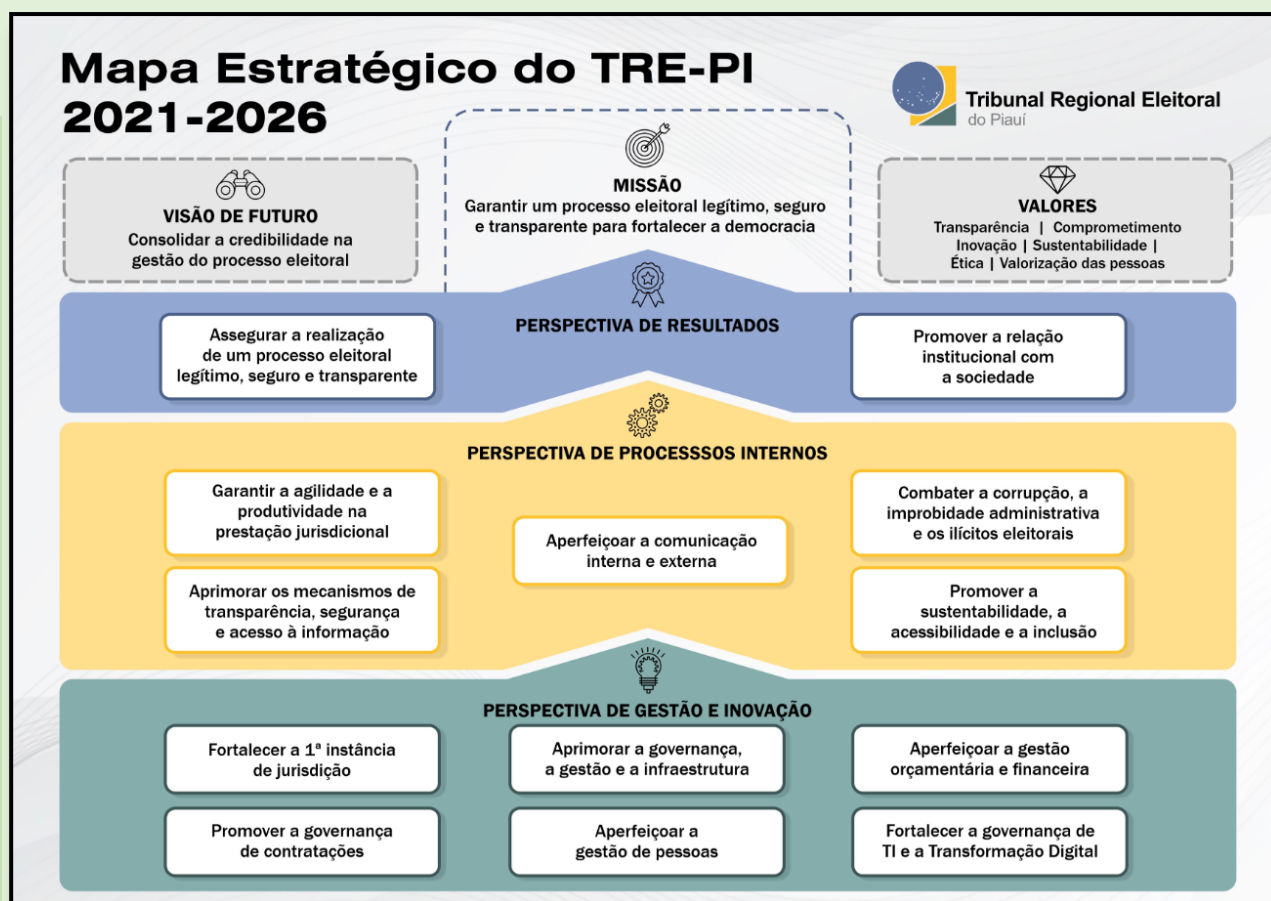 Mapa Estratégico do TRE-PI
2021-2026
Tribunal Regional Eleitoral
do Piauí
VISÃO DE FUTURO
Consolidar a credibilidade na
gestão do processo eleitoral
MISSÃO
Garantir um processo eleitoral legítimo, seguro
e transparente para fortalecer a democracia
VALORES
Transparência | Comprometimento
Inovação | Sustentabilidade |
Ética | Valorização das pessoas
PERSPECTIVA DE RESULTADOS
Assegurar a realização
de um processo eleitoral
legítimo, seguro e transparente
Promover a relação
institucional com
a sociedade
PERSPECTIVA DE PROCESSSOS INTERNOS
Garantir a agilidade e a
produtividade na
prestação jurisdicional
Aprimorar os mecanismos de
transparência, segurança
e acesso à informação
Aperfeiçoar a comunicação
interna e externa
Combater a corrupção, a
improbidade administrativa
e os ilícitos eleitorais
Promover a
sustentabilidade, a
acessibilidade e a inclusão
PERSPECTIVA DE GESTÃO E INOVAÇÃO
Fortalecer a 1ª instância
de jurisdição
Aprimorar a governança,
a gestão e a infraestrutura
Aperfeiçoar a gestão
orçamentária e financeira
Promover a governança
de contratações
Aperfeiçoar a
gestão de pessoas
Fortalecer a governança de
TI e a Transformação Digital